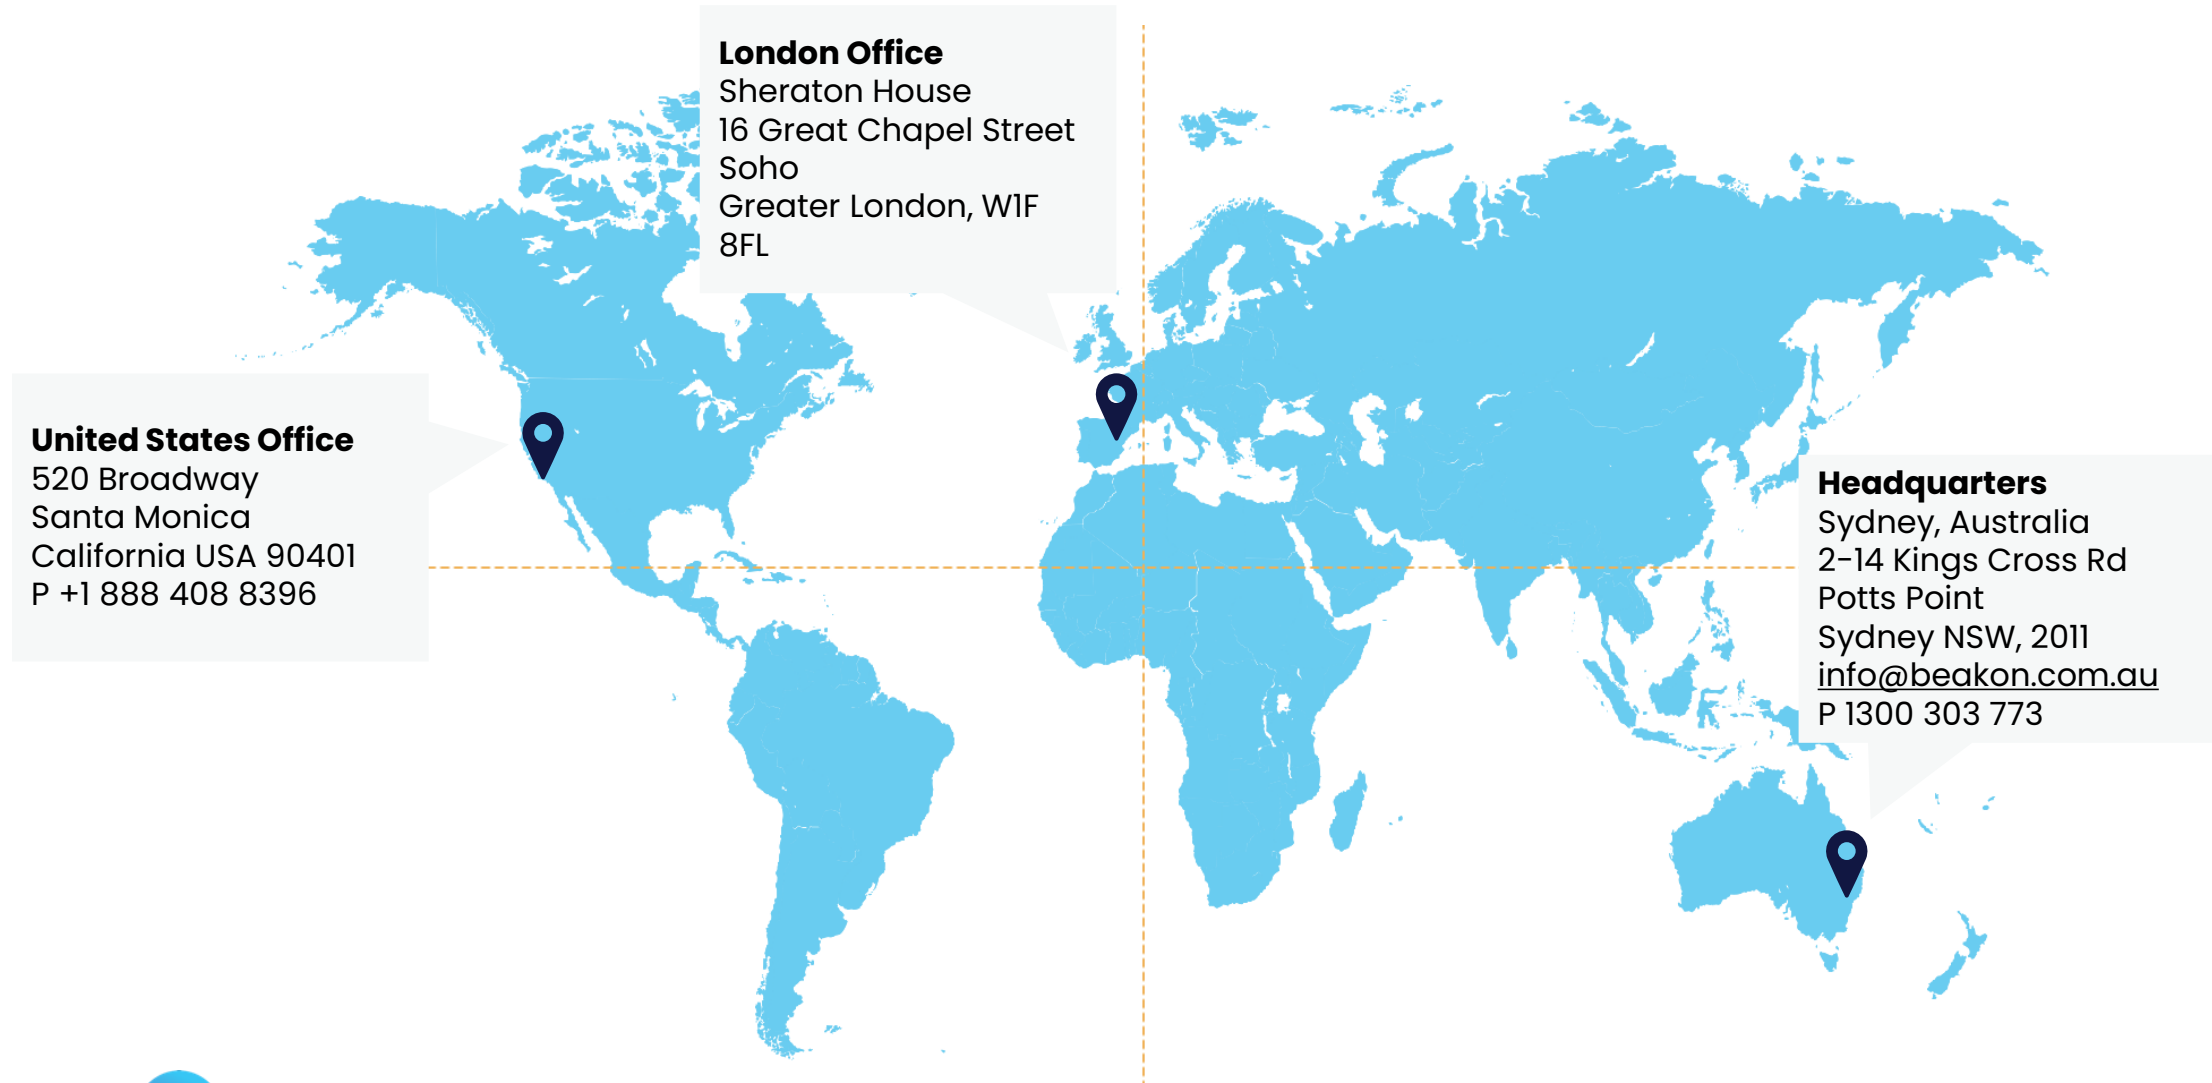 London Office
Sheraton House
16 Great Chapel Street
Soho
Greater London, W1F
8FL
United States Office
520 Broadway
Santa Monica
California USA 90401
P +1 888 408 8396
Headquarters
Sydney, Australia
2-14 Kings Cross Rd
Potts Point
Sydney NSW, 2011
info@beakon.com.au
P 1300 303 773